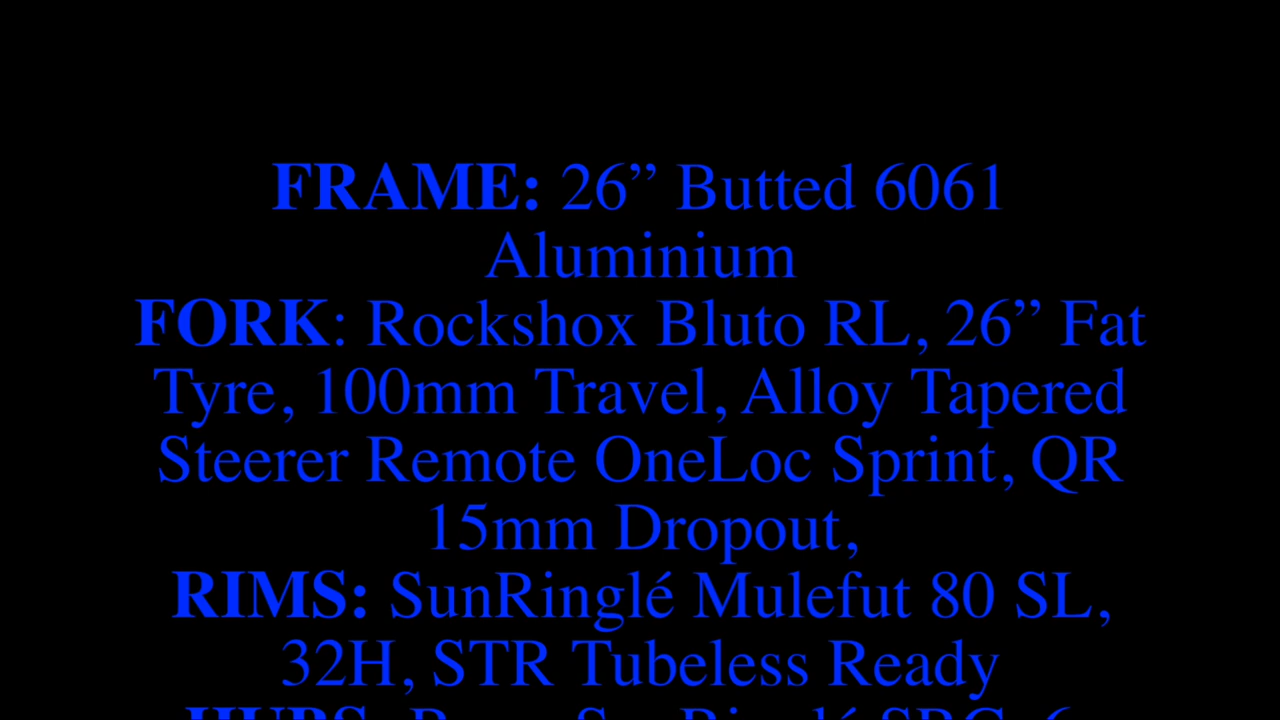 FRAME: 26” Butted 6061
Aluminium
FORK: Rockshox Bluto RL, 26” Fat
Tyre, 100mm Travel, Alloy Tapered
Steerer Remote OneLoc Sprint, QR
15mm Dropout,
RIMS: SunRinglé Mulefut 80 SL,
32H, STR Tubeless Ready